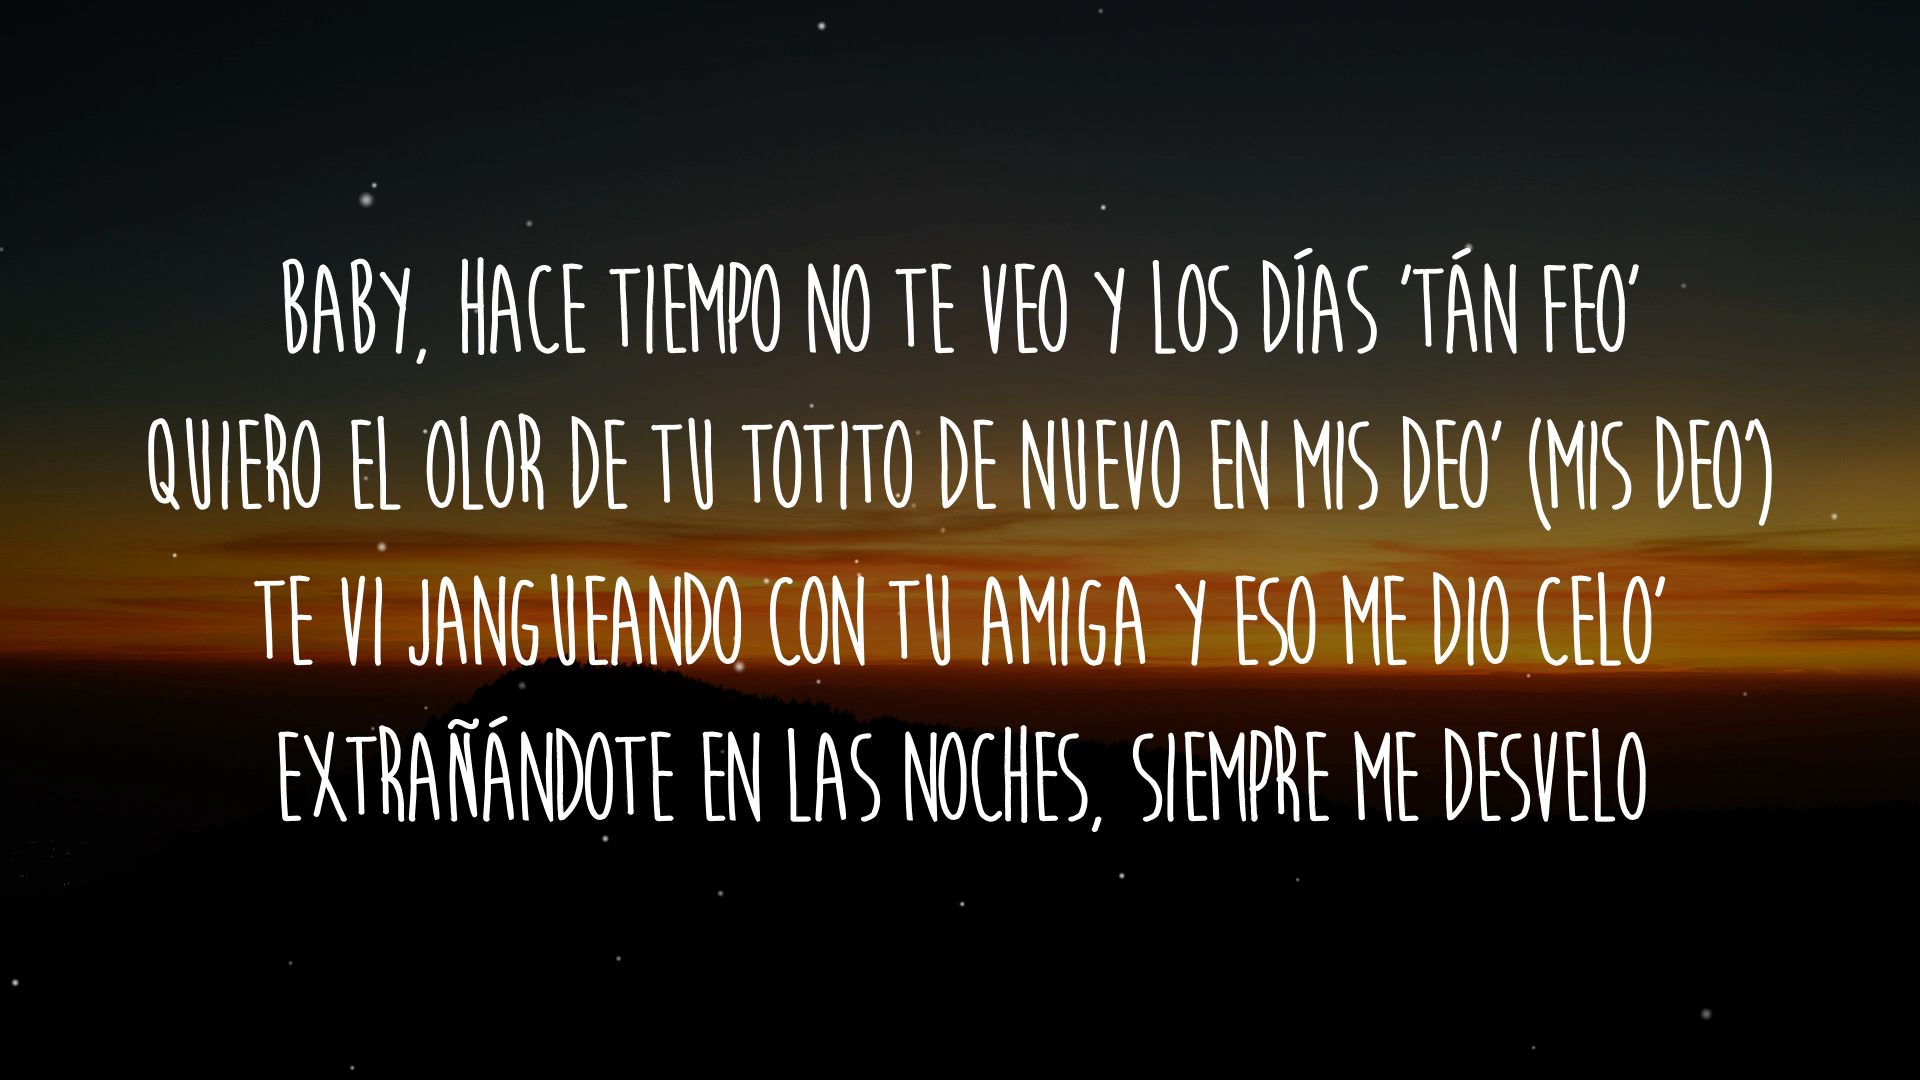 BABY, HACE TIEMPO NO TE VEO Y LOS DÍAS 'TÁN FEO'
QUIERO EL OLOR DE TU TOTITO DE NUEVO EN MIS DEO' (MIS DEO')
TE VI JANGUEANDO CON TU AMIGA Y ESO ME DIO CELO'
EXTRAÑÁNDOTE EN LAS NOCHES, SIEMPRE ME DESVELO